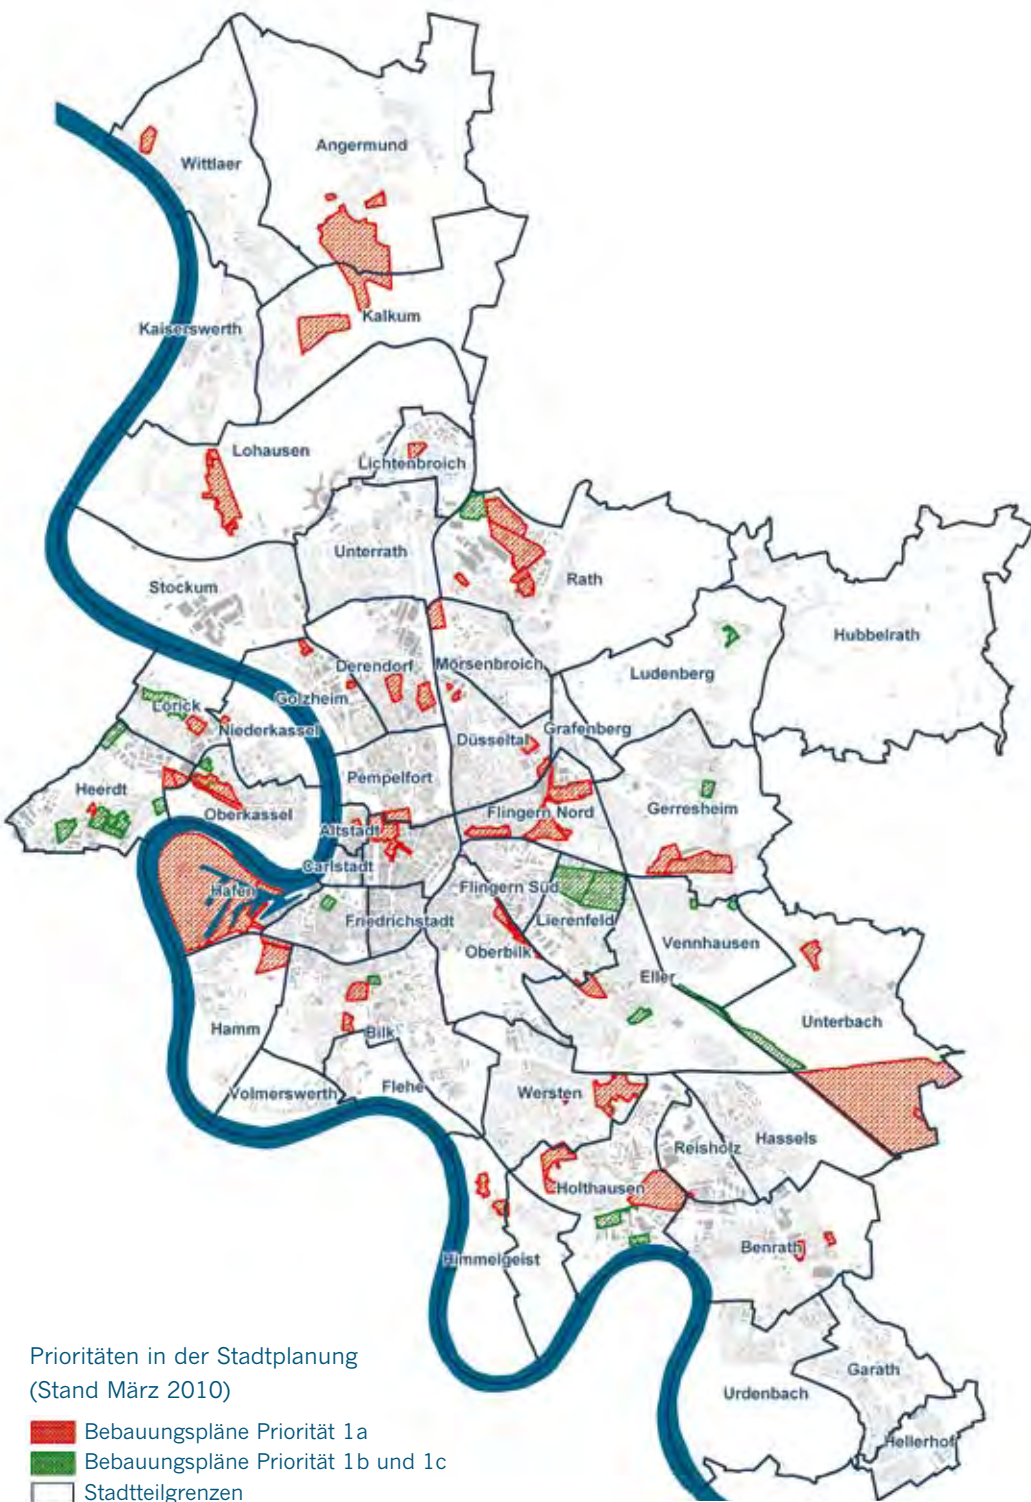 Angermund
Wittlaer
Kalkum
Kaiserswerth
Lohausen
Lichtenbroich
Unterrath
Rath
Stockum
Hubbelrath
Derendorf
Mörsenbroich
Ludenberg
Golzheim
Lörick
Niederkassel
Grafenberg
Düsseltal
Pempelfort
Heerdt
Oberkassel
Flingern Nord
Gerresheim
Altstadt
Carlstadt
Hafen
Flingern Süd
Friedrichstadt
Lierenfeld
Oberbilk
Vennhausen
Eller
Unterbach
Hamm
Bilk
Volmerswerth
Flehe
Wersten
Hassels
Reisholz
Holthausen
Himmelgeist
Benrath
Garath
Urdenbach
Hellerhof
Prioritäten in der Stadtplanung
(Stand März 2010)
Bebauungspläne Priorität 1a
Bebauungspläne Priorität 1b und 1c
Stadtteilgrenzen